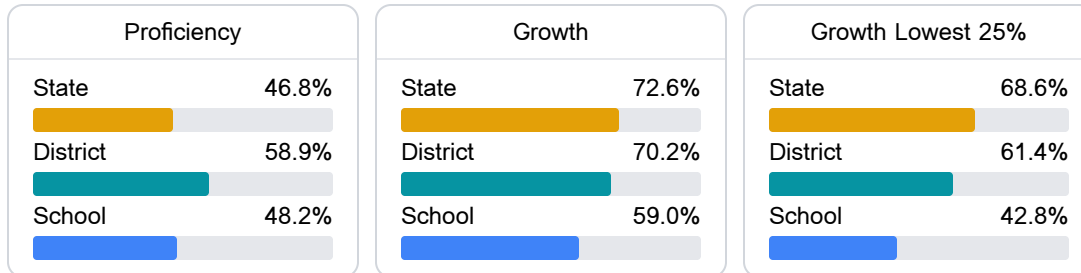 Proficiency
State 46.8%
District 58.9%
School 48.2%
Growth
State 72.6%
District 70.2%
School 59.0%
Growth Lowest 25%
State 68.6%
District 61.4%
School 42.8%